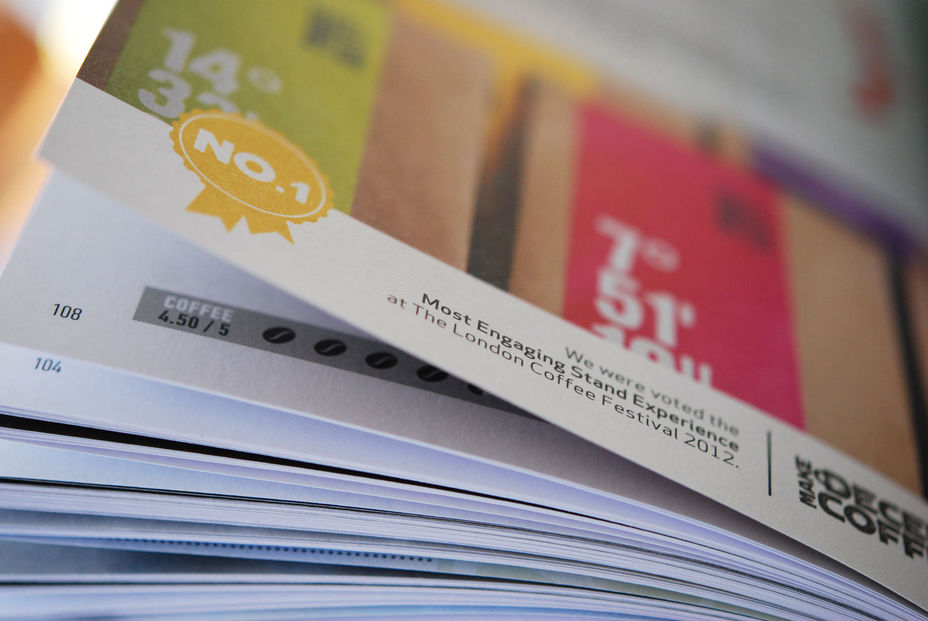 14°
NO.1
7°
51'
We were voted the
Most Engaging Stand Experience
at The London Coffee Festival 2012.
MAKE
108
COFFEE
4.50 / 5
104